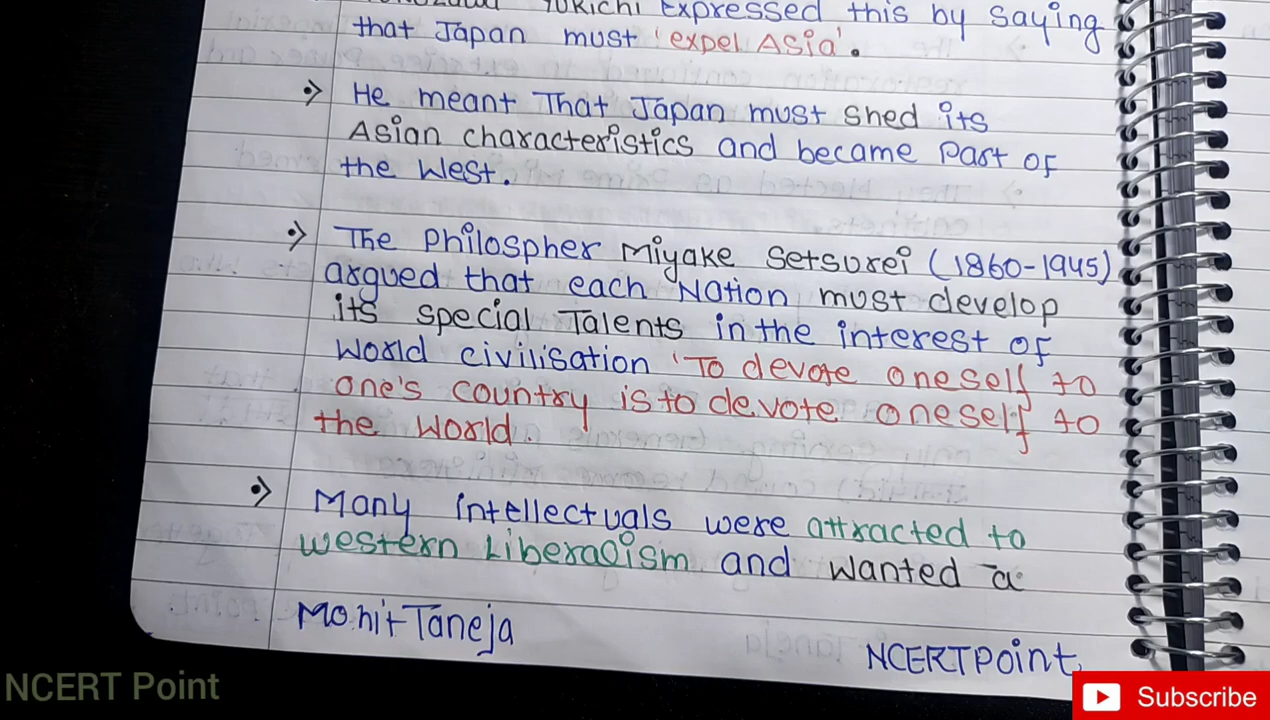 Yukichi Expressed this by saying
that Japan must 'expel Asia'.
He meant That Japan must shed its
Asian characteristics and became Part of
the West.
The Philospher Miyake Setsurei (1860-1945)
argued that each Nation must develop
its special Talents in the interest of
World civilisation 'To devote oneself to
one's country is to devote oneself to
the World.
Many intellectuals were attracted to
western Liberalism and wanted a
Mohit Taneja
NCERT Point
NCERT Point
Subscribe